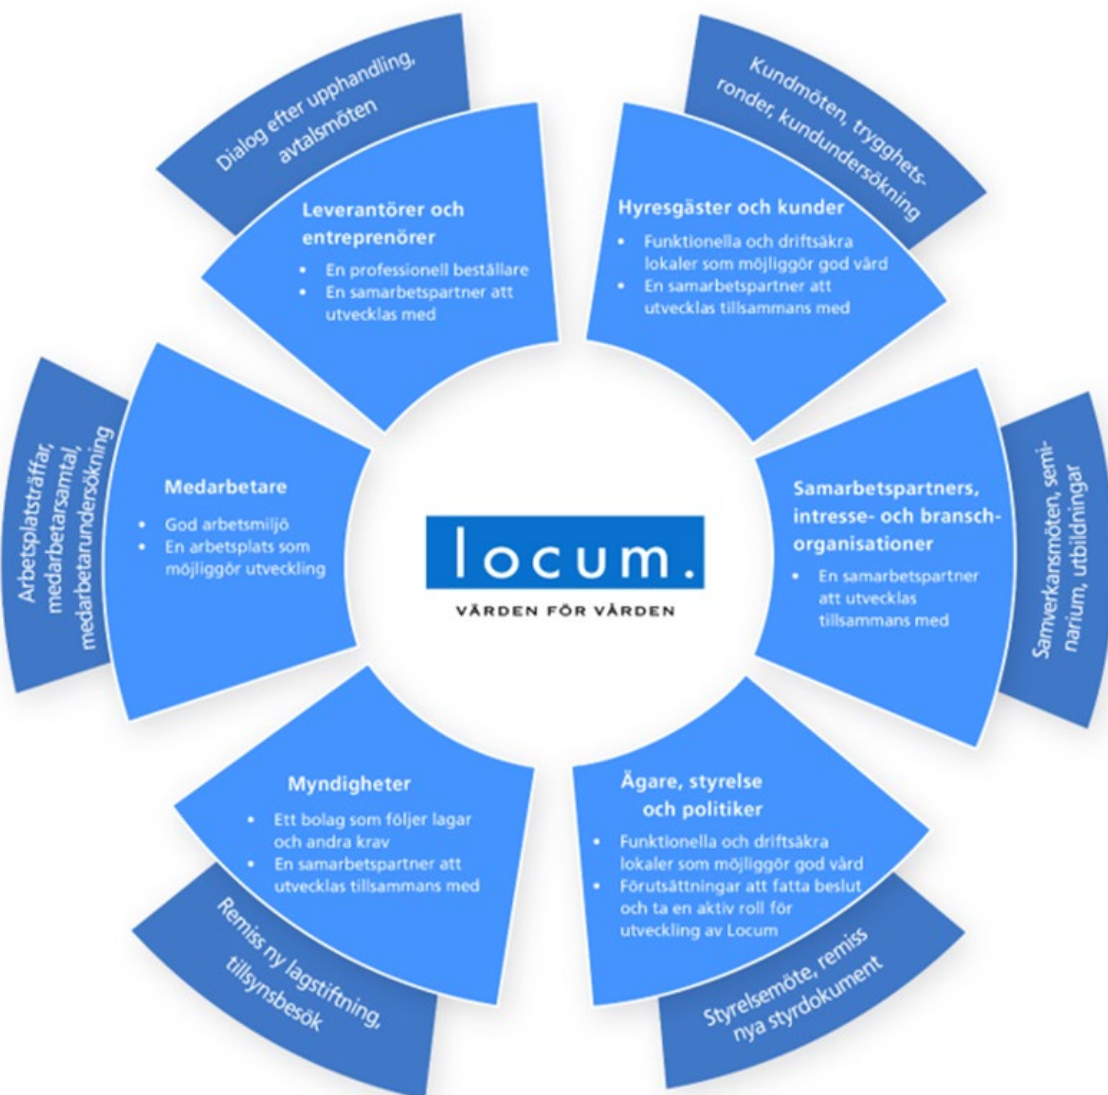 Dialog efter upphandling,
avtalsmöten
Leverantörer och
entreprenörer
• En professionell beställare
• En samarbetspartner att
utvecklas med
Kundmöten, trygghets-
ronder, kundundersökning
Hyresgäster och kunder
• Funktionella och driftsäkra
lokaler som möjliggör god vård
• En samarbetspartner att
utvecklas tillsammans med
Arbetsplatsträffar,
medarbetarsamtal,
medarbetarundersökning
Medarbetare
• God arbetsmiljö
• En arbetsplats som
möjliggör utveckling
locum.
VÄRDEN FÖR VÅRDEN
Samarbetspartners,
intresse- och bransch-
organisationer
• En samarbetspartner
att utvecklas
tillsammans med
Samverkansmöten, semi-
narium, utbildningar
Myndigheter
• Ett bolag som följer lagar
och andra krav
• En samarbetspartner att
utvecklas tillsammans med
Remiss ny lagstiftning,
tillsynsbesök
Ägare, styrelse
och politiker
• Funktionella och driftsäkra
lokaler som möjliggör god vård
• Förutsättningar att fatta beslut
och ta en aktiv roll för
utveckling av Locum
Styrelsemöte, remiss
nya styrdokument